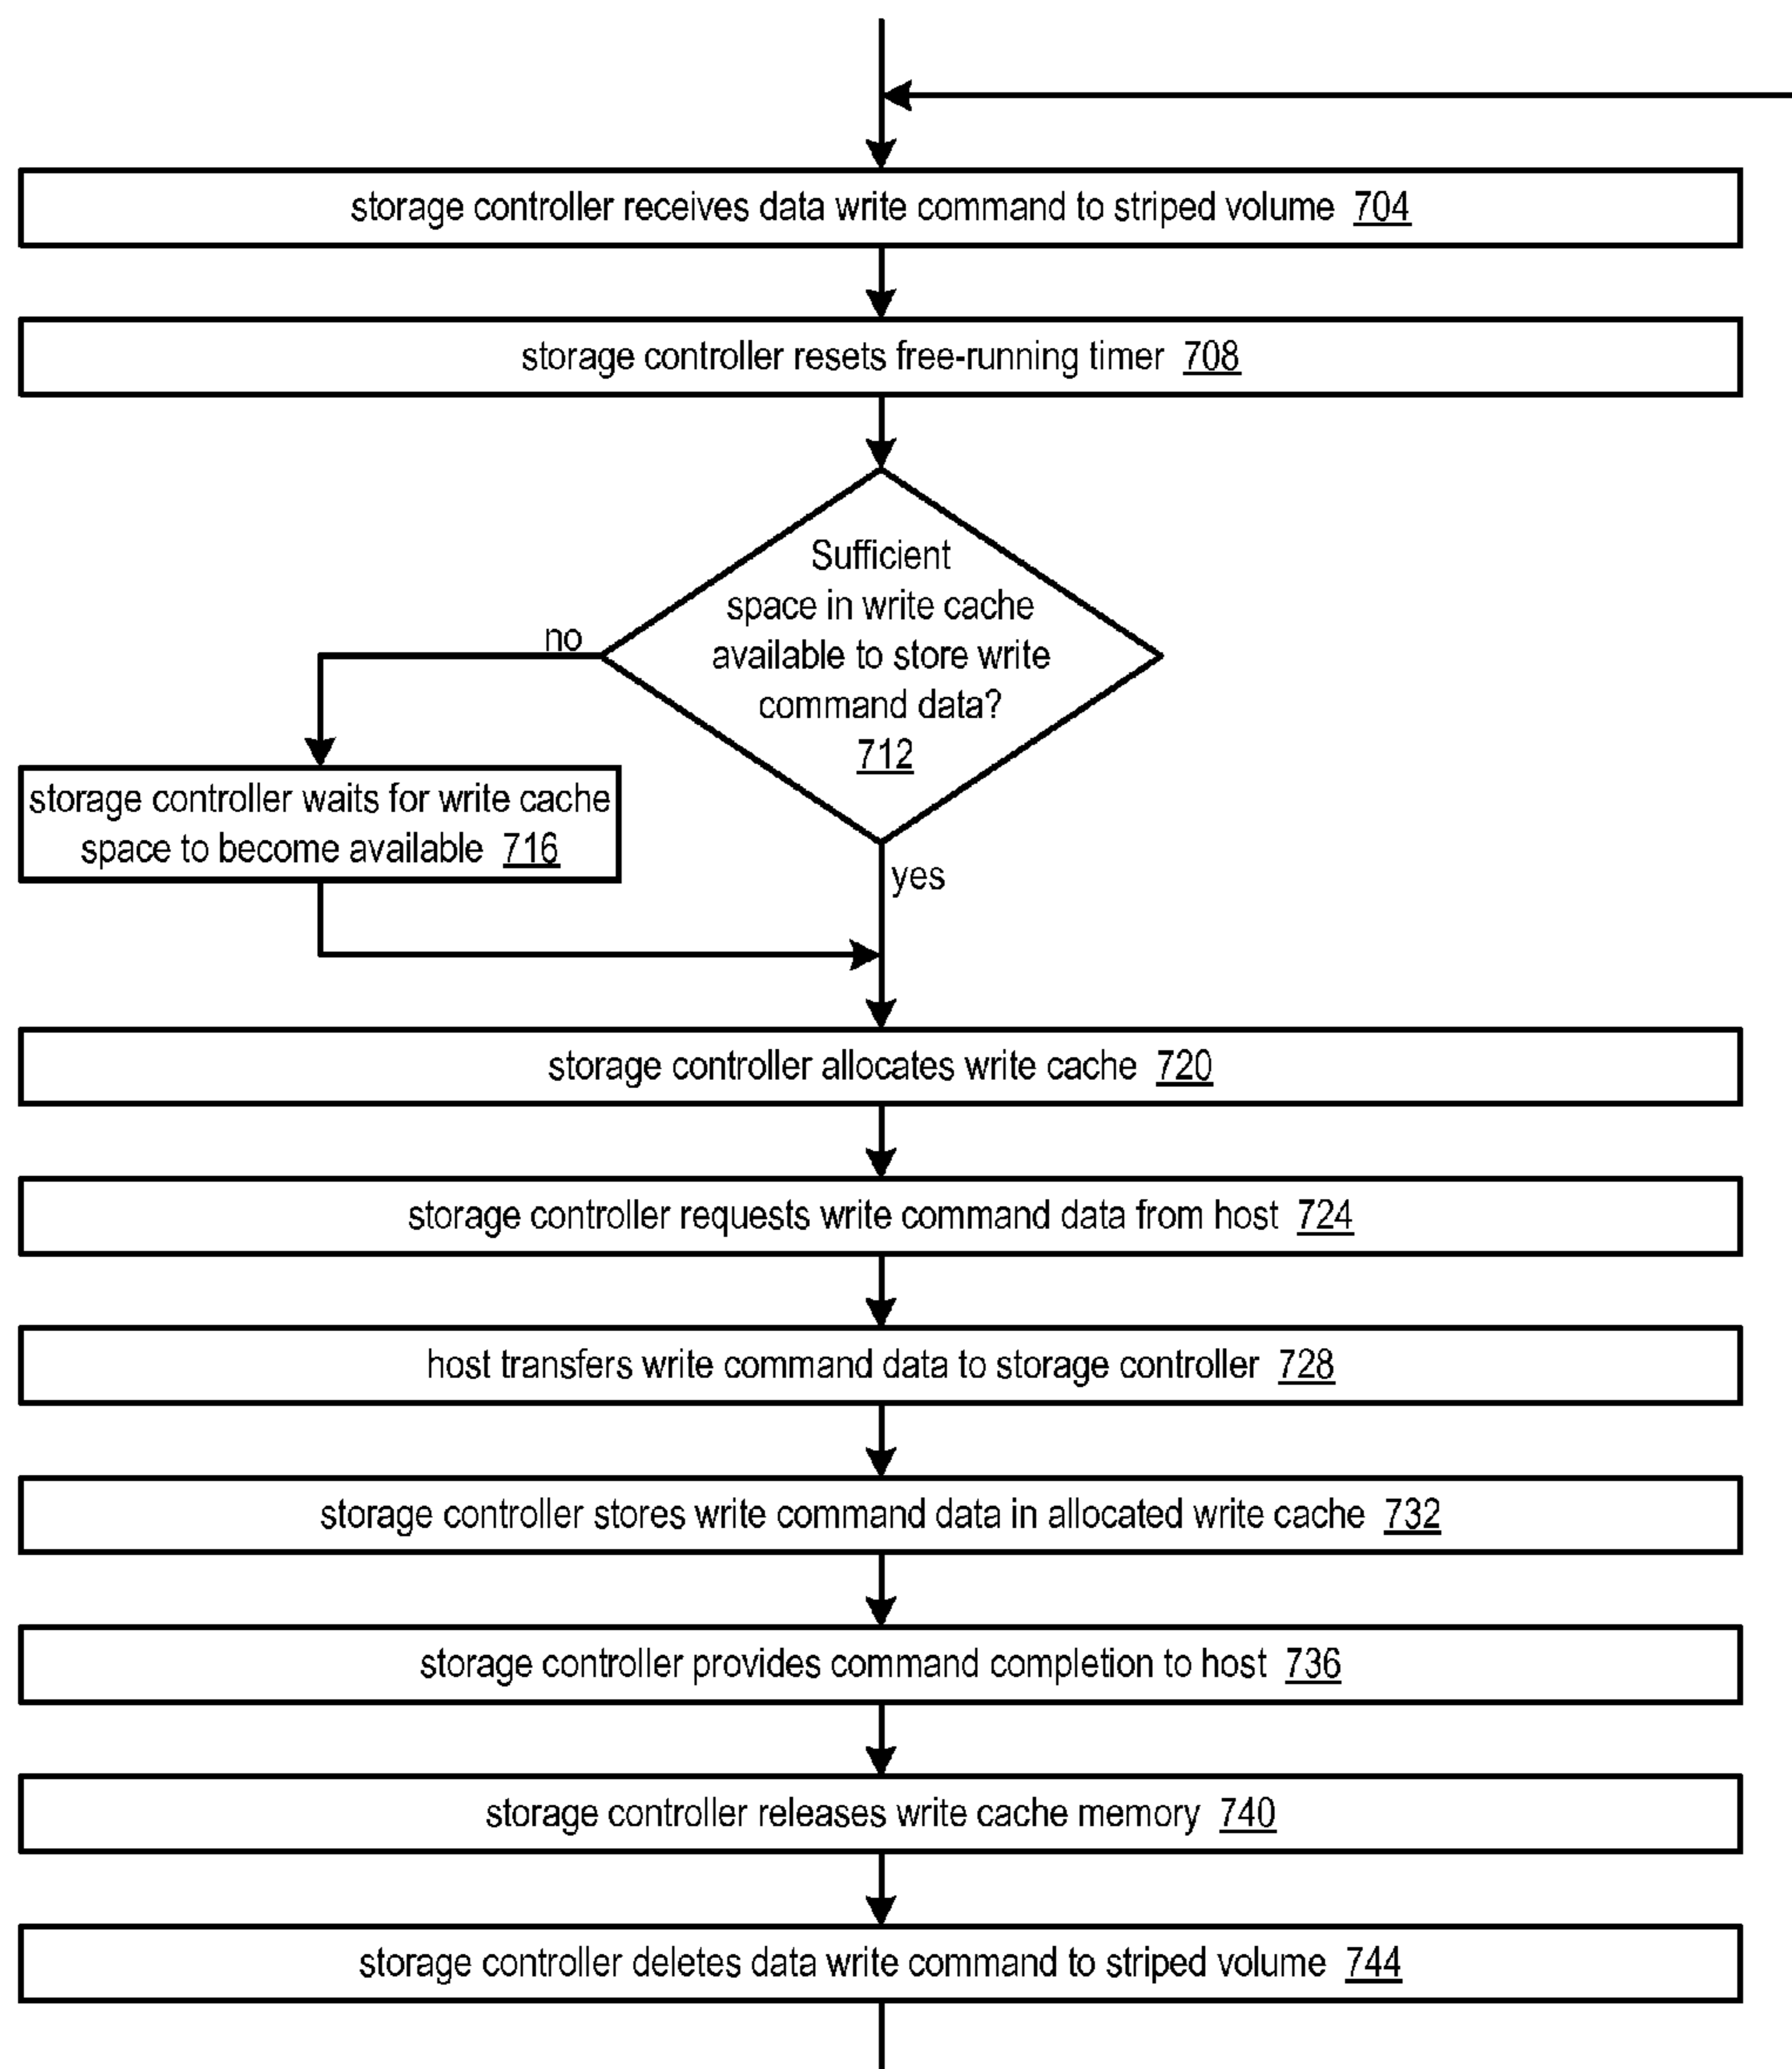 storage controller receives data write command to striped volume 704
storage controller resets free-running timer 708
Sufficient
space in write cache
available to store write
command data?
712
no
storage controller waits for write cache
space to become available 716
yes
storage controller allocates write cache 720
storage controller requests write command data from host 724
host transfers write command data to storage controller 728
storage controller stores write command data in allocated write cache 732
storage controller provides command completion to host 736
storage controller releases write cache memory 740
storage controller deletes data write command to striped volume 744